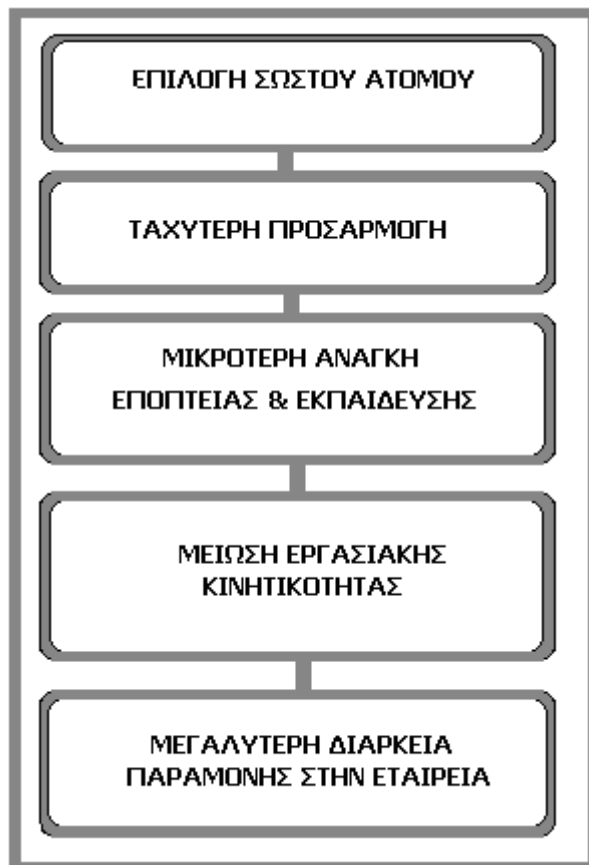 ΕΠΙΛΟΓΗ ΣΩΣΤΟΥ ΑΤΟΜΟΥ
ΤΑΧΥΤΕΡΗ ΠΡΟΣΑΡΜΟΓΗ
ΜΙΚΡΟΤΕΡΗ ΑΝΑΓΚΗ
ΕΠΟΠΤΕΙΑΣ & ΕΚΠΑΙΔΕΥΣΗΣ
ΜΕΙΩΣΗ ΕΡΓΑΣΙΑΚΗΣ
ΚΙΝΗΤΙΚΟΤΗΤΑΣ
ΜΕΓΑΛΥΤΕΡΗ ΔΙΑΡΚΕΙΑ
ΠΑΡΑΜΟΝΗΣ ΣΤΗΝ ΕΤΑΙΡΕΙΑ